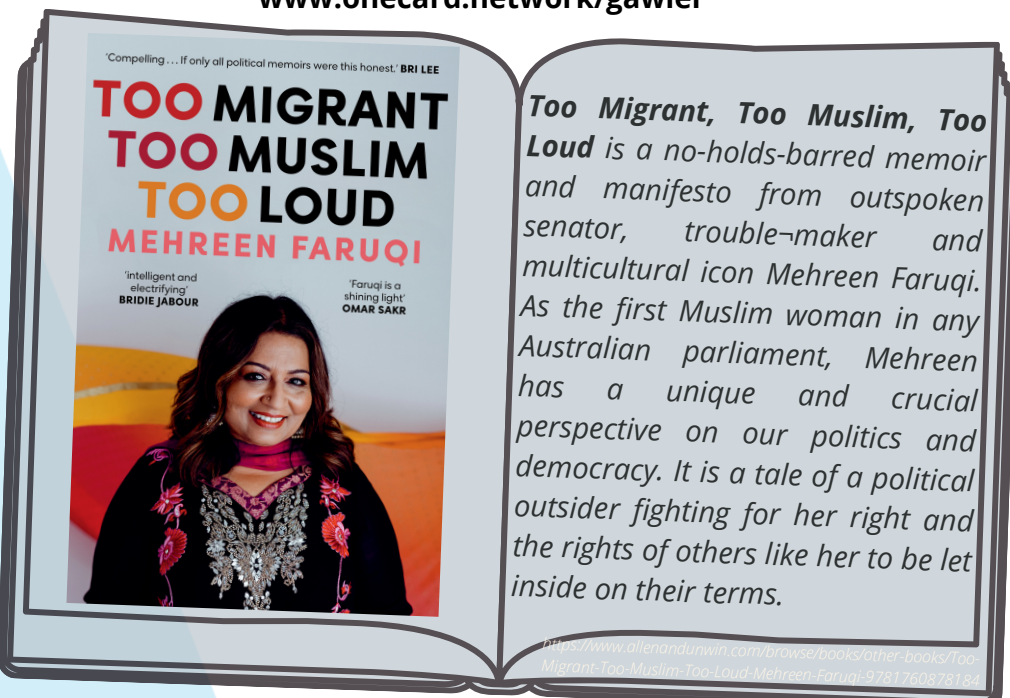 www.onecard.network/gawler
'Compelling . . . If only all political memoirs were this honest.' BRI LEE
TOO MIGRANT
TOO MUSLIM
TOO LOUD
MEHREEN FARUQI
'intelligent and
electrifying'
BRIDIE JABOUR
'Faruqi is a
shining light'
OMAR SAKR
Too Migrant, Too Muslim, Too
Loud is a no-holds-barred memoir
and manifesto from outspoken
senator, trouble¬maker and
multicultural icon Mehreen Faruqi.
As the first Muslim woman in any
Australian parliament, Mehreen
has a unique and crucial
perspective on our politics and
democracy. It is a tale of a political
outsider fighting for her right and
the rights of others like her to be let
inside on their terms.
https://www.allenandunwin.com/browse/books/other-books/Too-
Migrant-Too-Muslim-Too-Loud-Mehreen-Faruqi-9781760878184